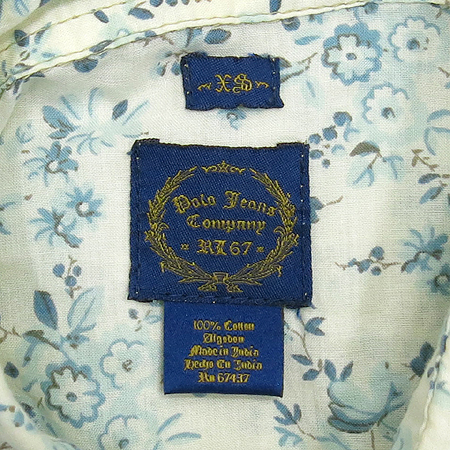 XS
Polo Jeans
Company
RL67
100% Cotton
Algodon
Made in India
Hecho En India
Rn 67437